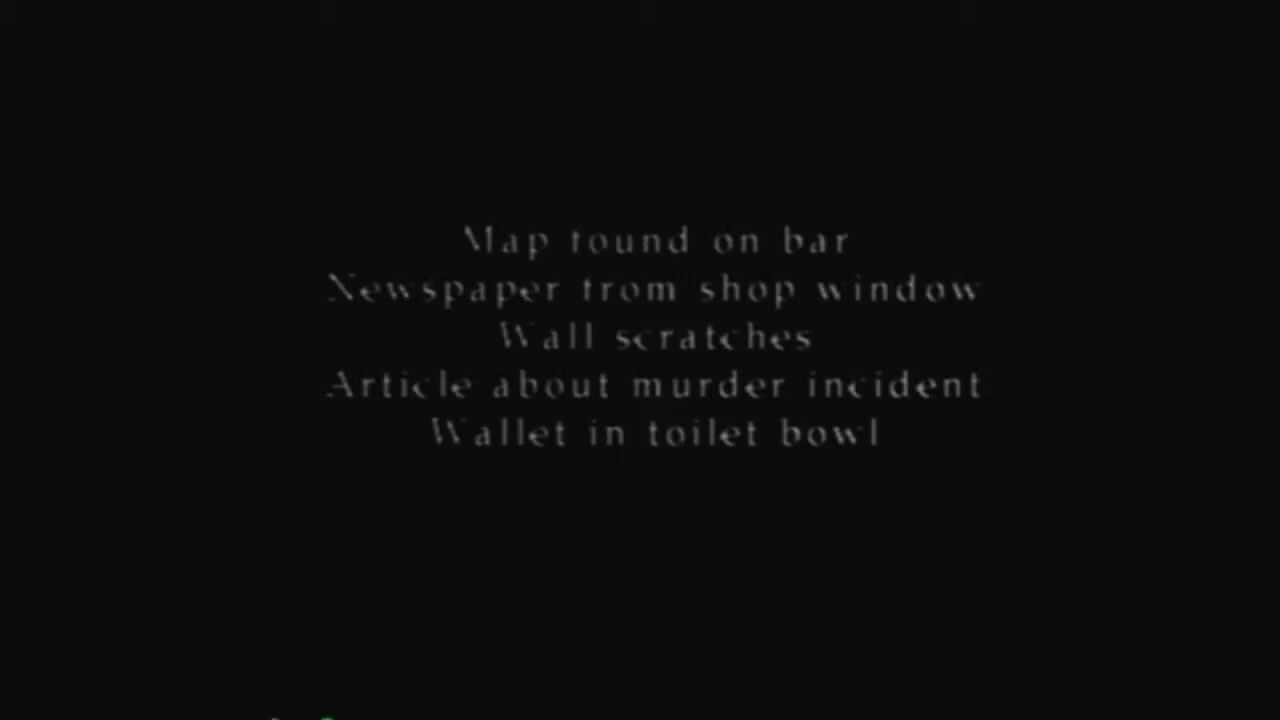 Map found on bar
Newspaper from shop window
Wall scratches
Article about murder incident
Wallet in toilet bowl